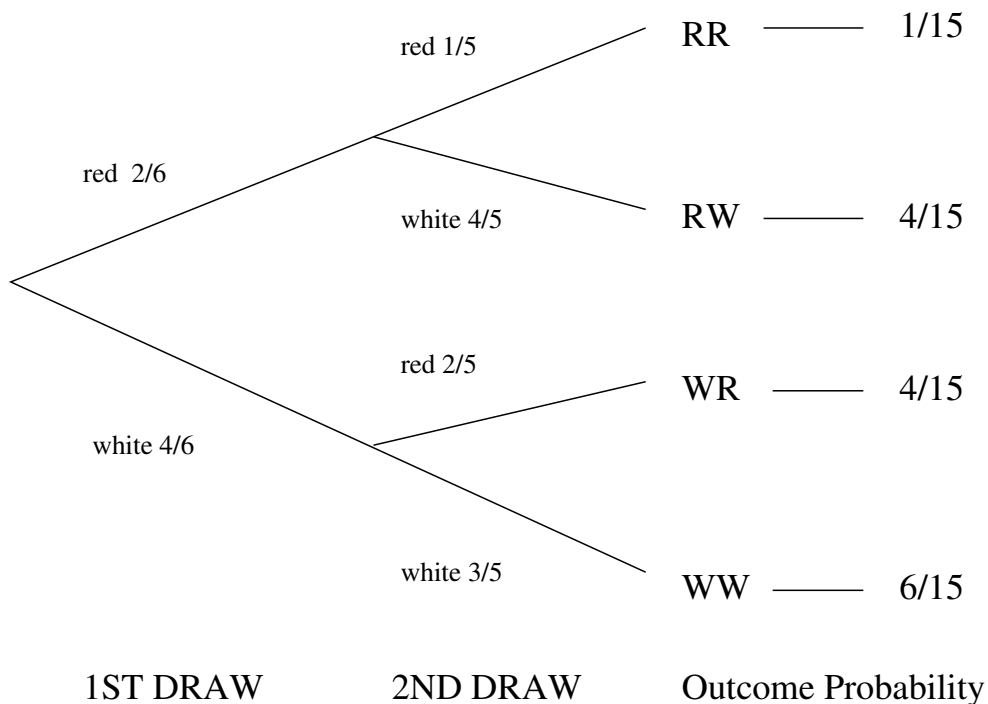 red 1/5
RR
1/15
red 2/6
white 4/5
RW
4/15
red 2/5
WR
4/15
white 4/6
white 3/5
WW
6/15
1ST DRAW 2ND DRAW Outcome Probability